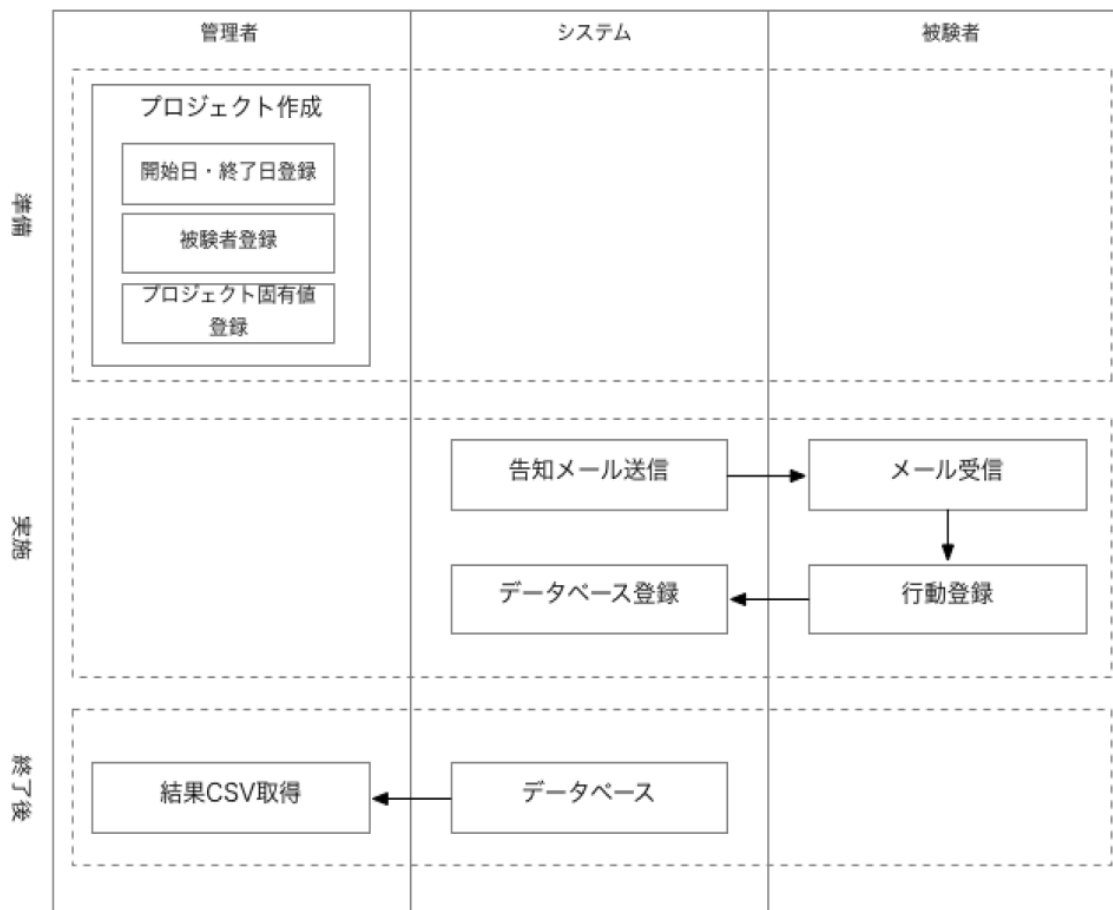 管理者
システム
被験者
準備
プロジェクト作成
開始日・終了日登録
被験者登録
プロジェクト固有値
登録
実施
告知メール送信
メール受信
データベース登録
行動登録
終了後
結果CSV取得
データベース